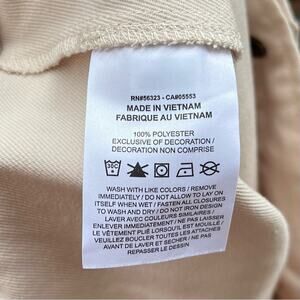 RN#56323 - CA#05553
MADE IN VIETNAM
FABRIQUE AU VIETNAM
100% POLYESTER
EXCLUSIVE OF DECORATION /
DECORATION NON COMPRISE
WASH WITH LIKE COLORS / REMOVE
IMMEDIATELY / DO NOT ALLOW TO LAY ON
ITSELF WHEN WET / FASTEN ALL CLOSURES
TO WASH AND DRY / DO NOT IRON DESIGN
LAVER AVEC COULEURS SIMILAIRES /
ENLEVER IMMÉDIATEMENT / NE PAS LAISSER
LE VÊTEMENT PLIÉ LORSQU'IL EST MOUILLÉ /
VEUILLEZ BOUCLER TOUTES LES ATTACHES
AVANT DE LAVER ET SECHER / NE PAS
REPASSER LE DESSIN